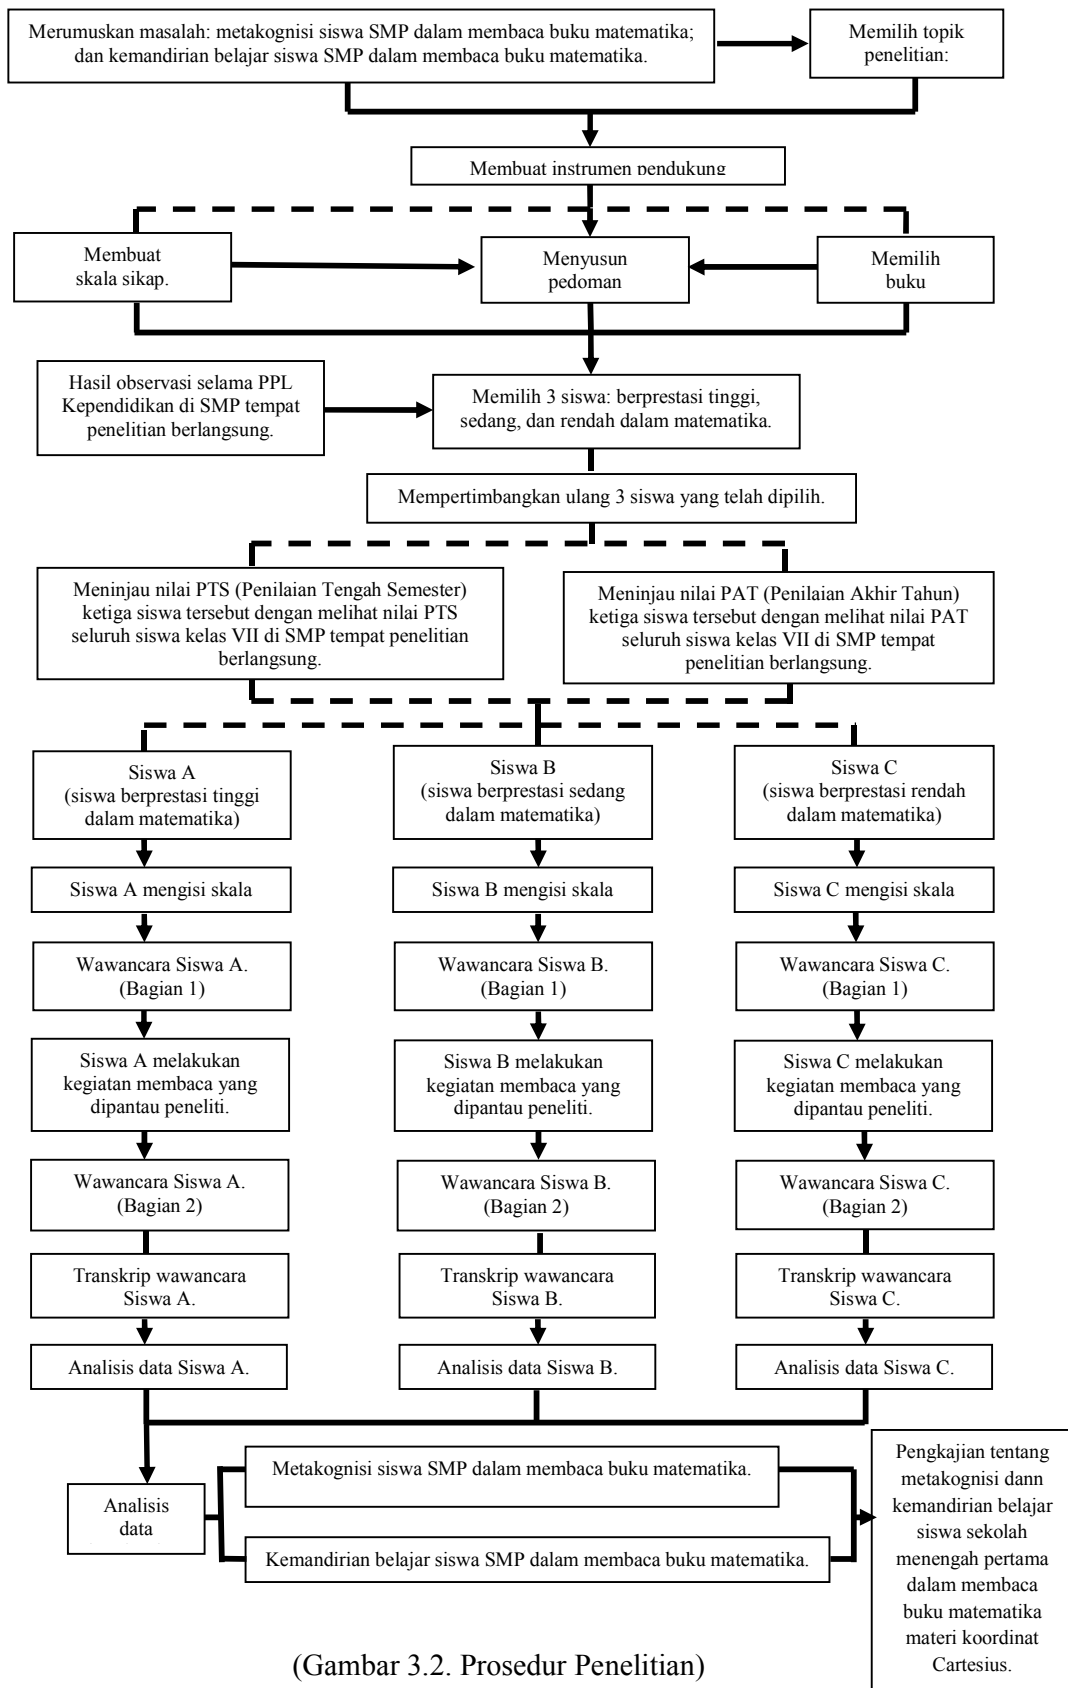 Merumuskan masalah: metakognisi siswa SMP dalam membaca buku matematika;
dan kemandirian belajar siswa SMP dalam membaca buku matematika.
Memilih topik
penelitian:
Membuat instrumen pendukung
Membuat
skala sikap.
Menyusun
pedoman
Memilih
buku
Hasil observasi selama PPL
Kependidikan di SMP tempat
penelitian berlangsung.
Memilih 3 siswa: berprestasi tinggi,
sedang, dan rendah dalam matematika.
Mempertimbangkan ulang 3 siswa yang telah dipilih.
Meninjau nilai PTS (Penilaian Tengah Semester)
ketiga siswa tersebut dengan melihat nilai PTS
seluruh siswa kelas VII di SMP tempat penelitian
berlangsung.
Meninjau nilai PAT (Penilaian Akhir Tahun)
ketiga siswa tersebut dengan melihat nilai PAT
seluruh siswa kelas VII di SMP tempat
penelitian berlangsung.
Siswa A
(siswa berprestasi tinggi
dalam matematika)
Siswa B
(siswa berprestasi sedang
dalam matematika)
Siswa C
(siswa berprestasi rendah
dalam matematika)
Siswa A mengisi skala
Siswa B mengisi skala
Siswa C mengisi skala
Wawancara Siswa A.
(Bagian 1)
Wawancara Siswa B.
(Bagian 1)
Wawancara Siswa C.
(Bagian 1)
Siswa A melakukan
kegiatan membaca yang
dipantau peneliti.
Siswa B melakukan
kegiatan membaca yang
dipantau peneliti.
Siswa C melakukan
kegiatan membaca yang
dipantau peneliti.
Wawancara Siswa A.
(Bagian 2)
Wawancara Siswa B.
(Bagian 2)
Wawancara Siswa C.
(Bagian 2)
Transkrip wawancara
Siswa A.
Transkrip wawancara
Siswa B.
Transkrip wawancara
Siswa C.
Analisis data Siswa A.
Analisis data Siswa B.
Analisis data Siswa C.
Analisis
data
Metakognisi siswa SMP dalam membaca buku matematika.
Kemandirian belajar siswa SMP dalam membaca buku matematika.
Pengkajian tentang
metakognisi dann
kemandirian belajar
siswa sekolah
menengah pertama
dalam membaca
buku matematika
materi koordinat
Cartesius.
(Gambar 3.2. Prosedur Penelitian)